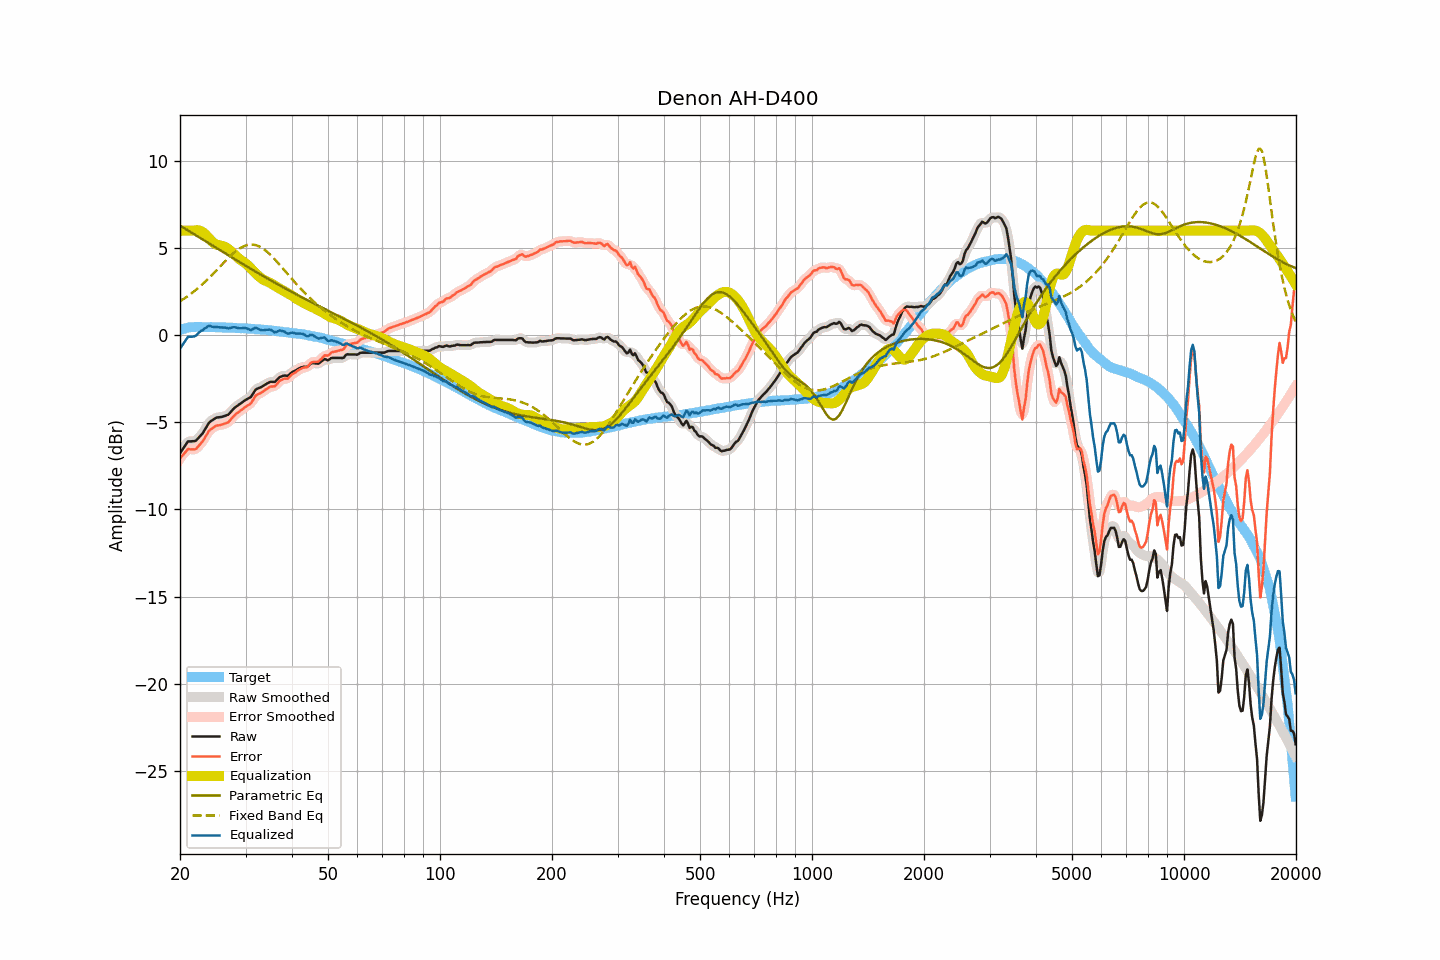 Denon AH-D400
Amplitude (dBr)
10
5
0
−5
−10
−15
−20
−25
Target
Raw Smoothed
Error Smoothed
Raw
Error
Equalization
Parametric Eq
Fixed Band Eq
Equalized
20 50 100 200 500 1000 2000 5000 10000 20000
Frequency (Hz)